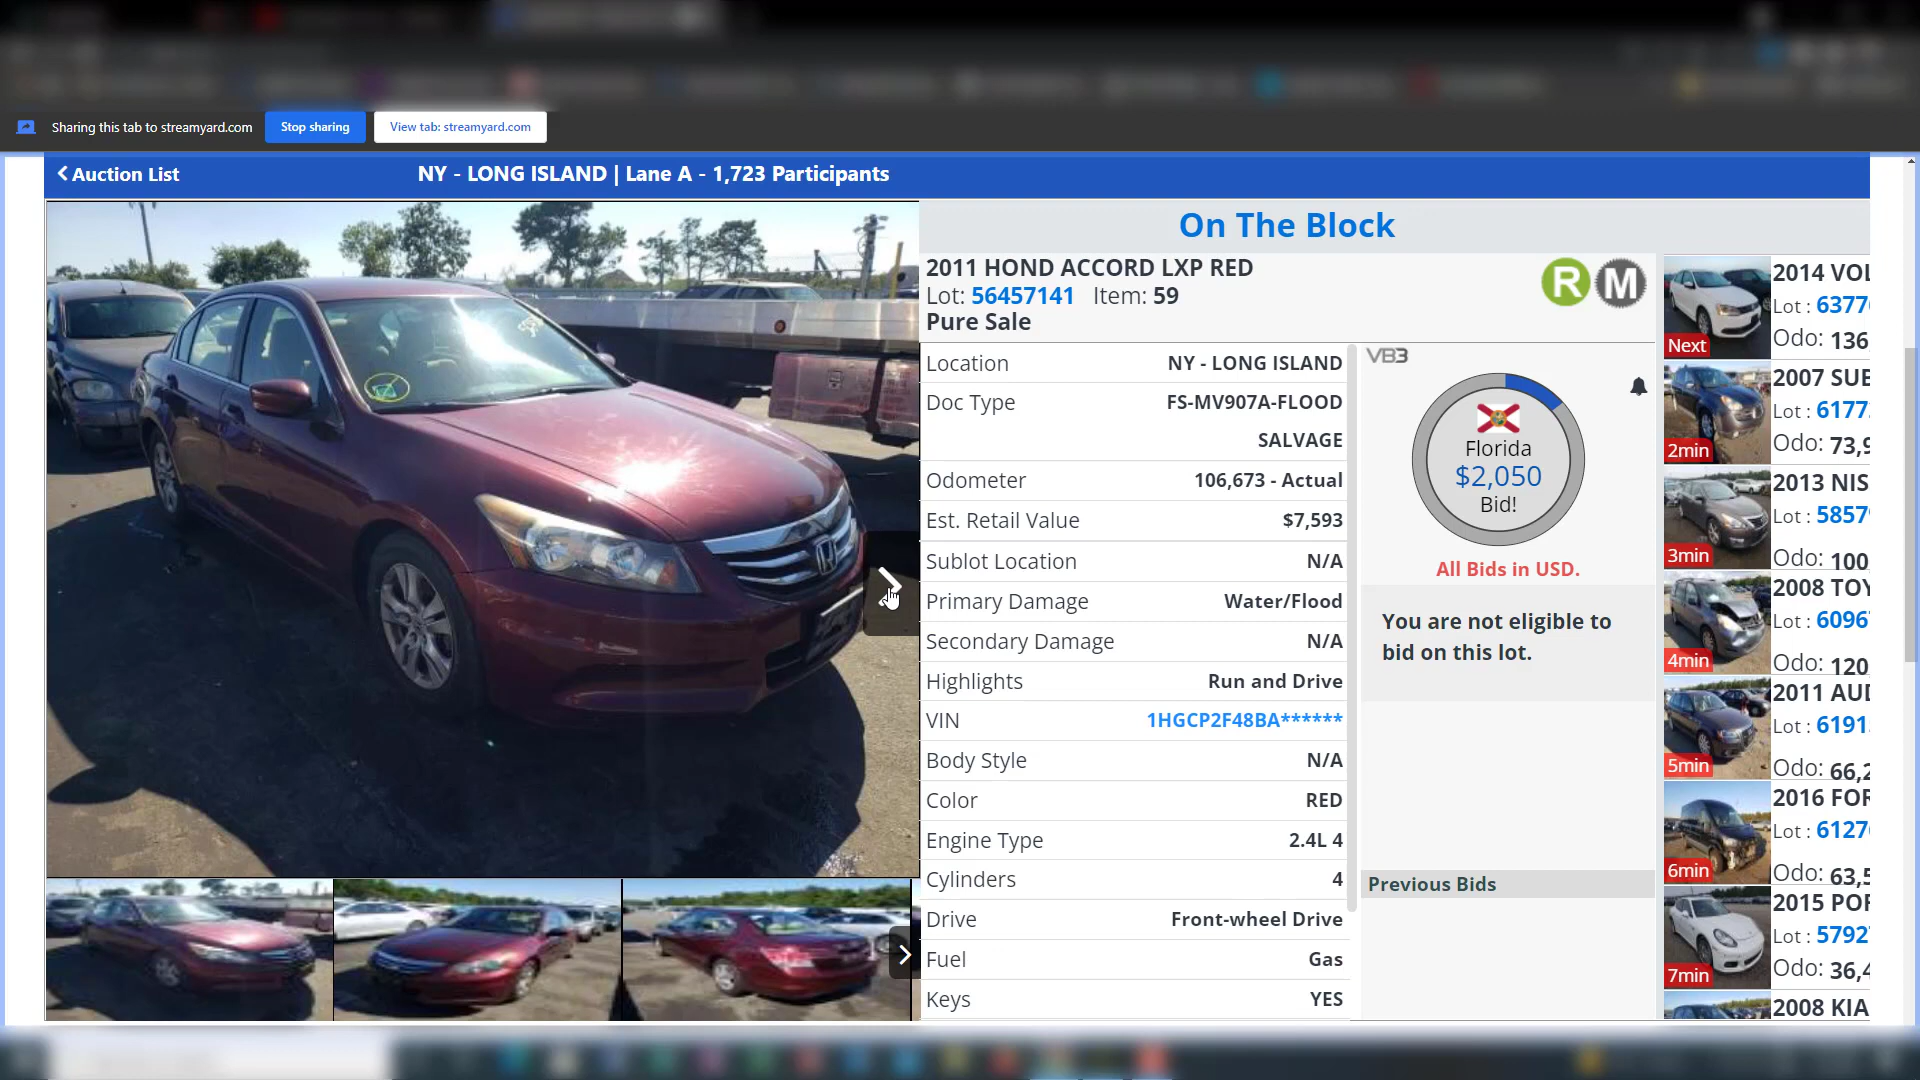 Sharing this tab to streamyard.com
Stop sharing
View tab: streamyard.com
Auction List
NY - LONG ISLAND | Lane A - 1,723 Participants
On The Block
2011 HOND ACCORD LXP RED
Lot: 56457141 Item: 59
Pure Sale
R M
Location NY - LONG ISLAND
Doc Type FS-MV907A-FLOOD
SALVAGE
Odometer 106,673 - Actual
Est. Retail Value $7,593
Sublot Location N/A
Primary Damage Water/Flood
Secondary Damage N/A
Highlights Run and Drive
VIN 1HGCP2F48BA******
Body Style N/A
Color RED
Engine Type 2.4L 4
Cylinders 4
Drive Front-wheel Drive
Fuel Gas
Keys YES
VB3
Florida
$2,050
Bid!
All Bids in USD.
You are not eligible to
bid on this lot.
Previous Bids
2014 VOL
Lot : 6377
Odo: 136
Next
2007 SUB
Lot : 6177
Odo: 73,9
2min
2013 NIS
Lot : 5857
Odo: 100
3min
2008 TOY
Lot : 6096
Odo: 120
4min
2011 AUD
Lot : 6191
Odo: 66,2
5min
2016 FOR
Lot : 6127
Odo: 63,5
6min
2015 POR
Lot : 5792
Odo: 36,4
7min
2008 KIA